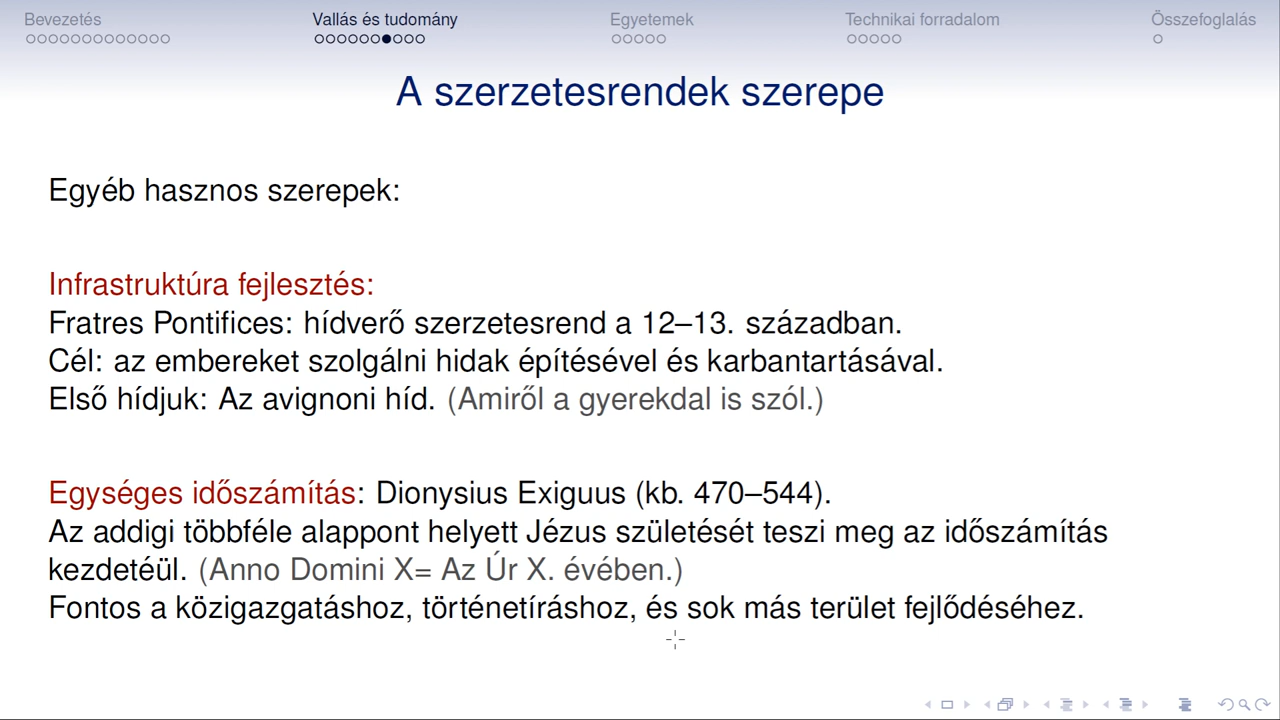 Bevezetés Vallás és tudomány Egyetemek Technikai forradalom Összefoglalás
A szerzetesrendek szerepe
Egyéb hasznos szerepek:
Infrastruktúra fejlesztés:
Fratres Pontifices: hídverő szerzetesrend a 12–13. században.
Cél: az embereket szolgálni hidak építésével és karbantartásával.
Első hídjuk: Az avignoni híd. (Amiről a gyerekdal is szól.)
Egységes időszámítás: Dionysius Exiguus (kb. 470–544).
Az addigi többféle alappont helyett Jézus születését teszi meg az időszámítás
kezdetéül. (Anno Domini X= Az Úr X. évében.)
Fontos a közigazgatáshoz, történetíráshoz, és sok más terület fejlődéséhez.